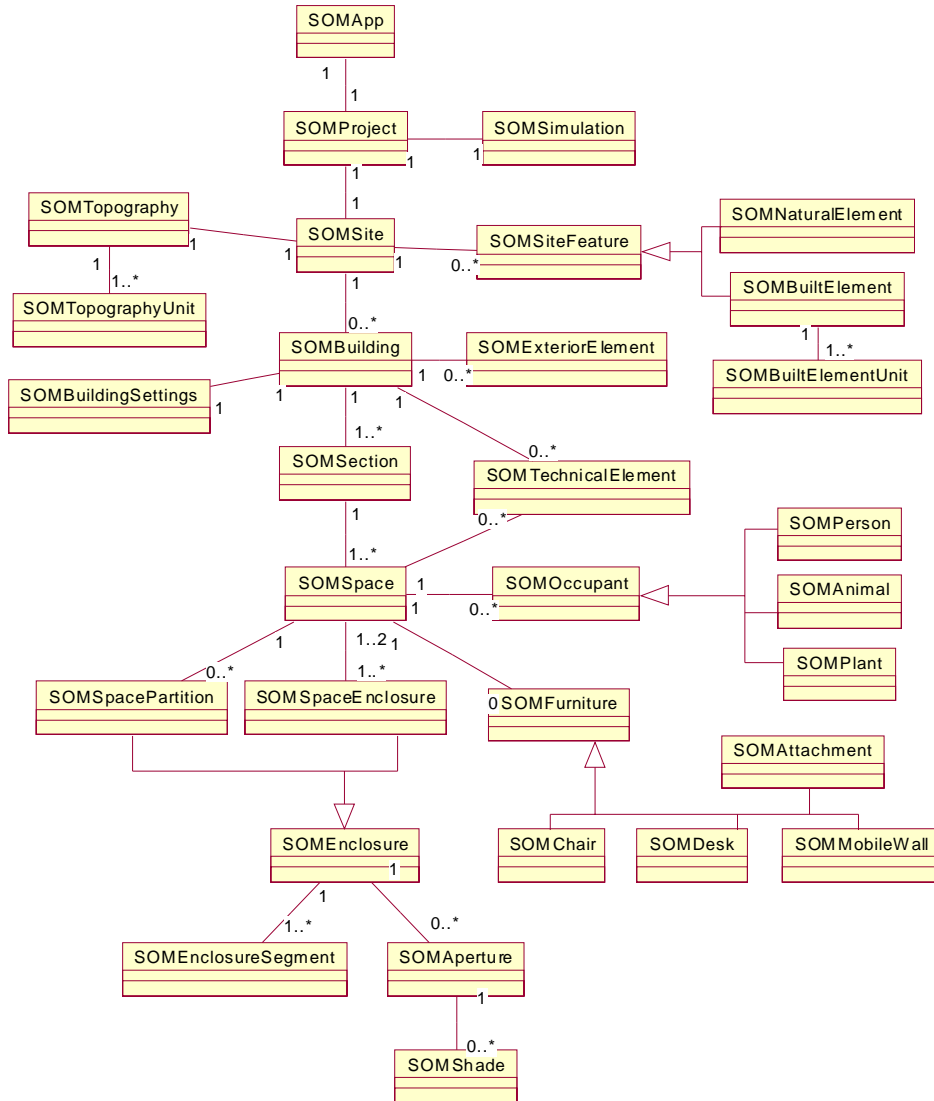 SOMApp
1
1
SOMProject
SOMSimulation
1
1
1
1
SOMTopography
SOMSite
SOMSiteFeature
SOMNaturalElement
1
1
1
0..*
1
1
1..*
SOMTopographyUnit
SOMBuiltElement
0..*
1
1..*
SOMBuilding
SOMExteriorElement
SOMBuiltElementUnit
1
0..*
SOMBuildingSettings
1
1
1
1
1..*
0..*
SOMSection
SOMTechnicalElement
1
0..*
1..*
SOMPerson
SOMSpace
SOMOccupant
SOMAnimal
1
1
0..*
1
1..2
1
SOMPlant
0..*
1..*
SOMSpacePartition
SOMSpaceEnclosure
0
SOMFurniture
SOMAttachment
SOMEnclosure
SOMChair
SOMDesk
SOMMobileWall
1
1
1..*
0..*
SOMEnclosureSegment
SOMAperture
1
0..*
SOMShade